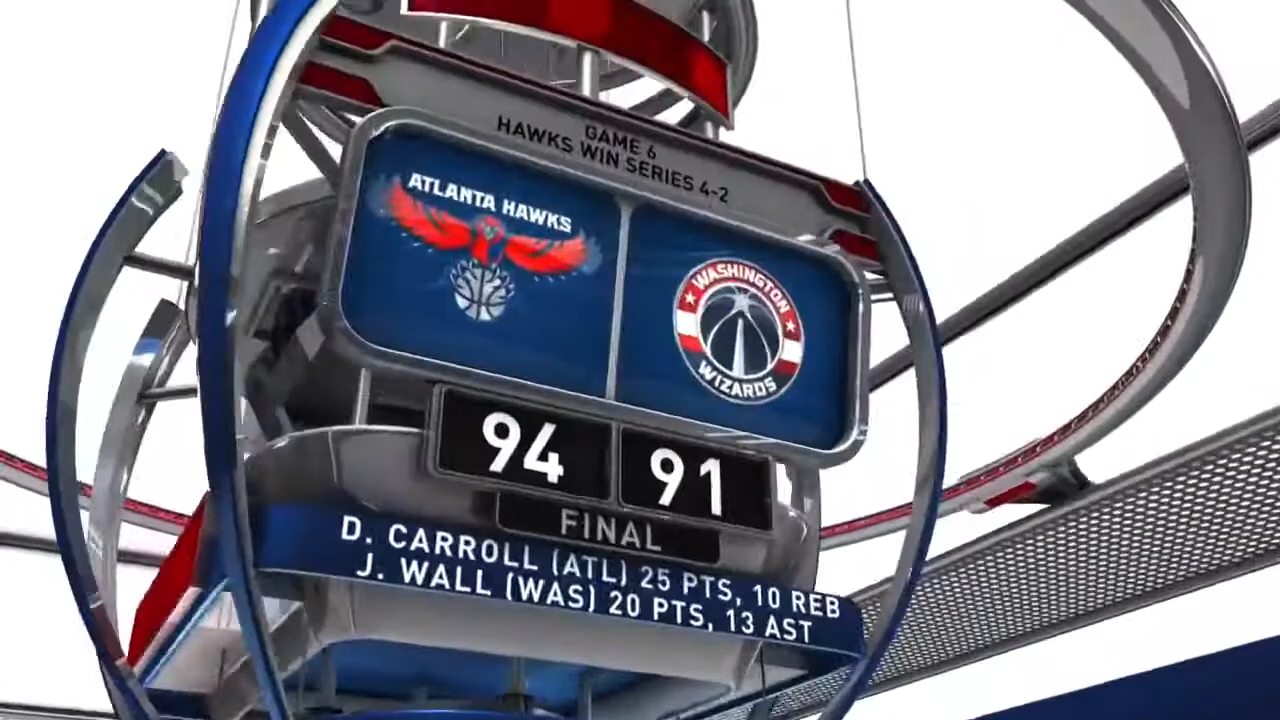 GAME 6
HAWKS WIN SERIES 4-2
ATLANTA HAWKS
WASHINGTON
WIZARDS
94
91
FINAL
D. CARROLL (ATL) 25 PTS, 10 REB
J. WALL (WAS) 20 PTS, 13 AST